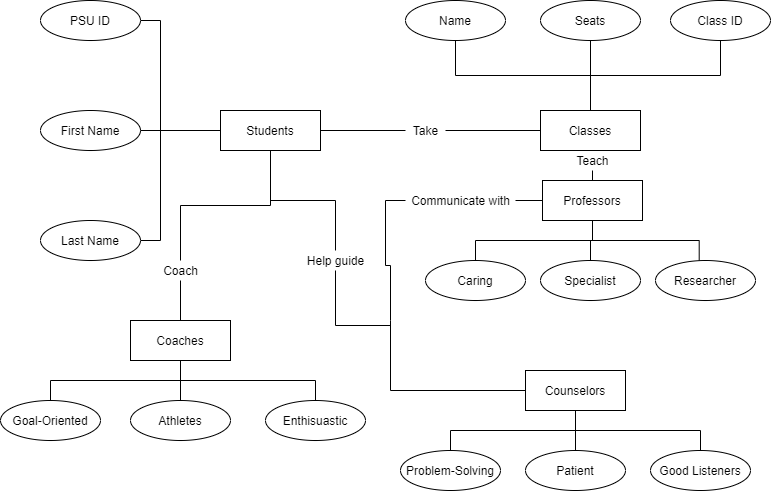 PSU ID
Name
Seats
Class ID
First Name
Students
Take
Classes
Teach
Communicate with
Professors
Last Name
Coach
Help guide
Caring
Specialist
Researcher
Coaches
Counselors
Goal-Oriented
Athletes
Enthisuastic
Problem-Solving
Patient
Good Listeners